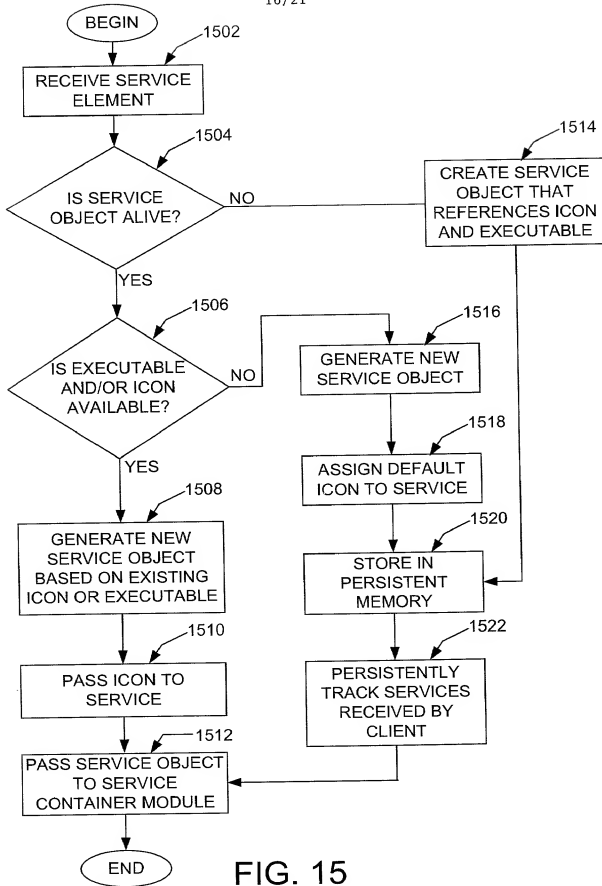 16/21
BEGIN
1502
RECEIVE SERVICE
ELEMENT
1504
IS SERVICE
OBJECT ALIVE?
NO
1514
CREATE SERVICE
OBJECT THAT
REFERENCES ICON
AND EXECUTABLE
YES
1506
IS EXECUTABLE
AND/OR ICON
AVAILABLE?
NO
1516
GENERATE NEW
SERVICE OBJECT
1518
ASSIGN DEFAULT
ICON TO SERVICE
YES
1508
GENERATE NEW
SERVICE OBJECT
BASED ON EXISTING
ICON OR EXECUTABLE
1520
STORE IN
PERSISTENT
MEMORY
1510
PASS ICON TO
SERVICE
1522
PERSISTENTLY
TRACK SERVICES
RECEIVED BY
CLIENT
1512
PASS SERVICE OBJECT
TO SERVICE
CONTAINER MODULE
END
FIG. 15